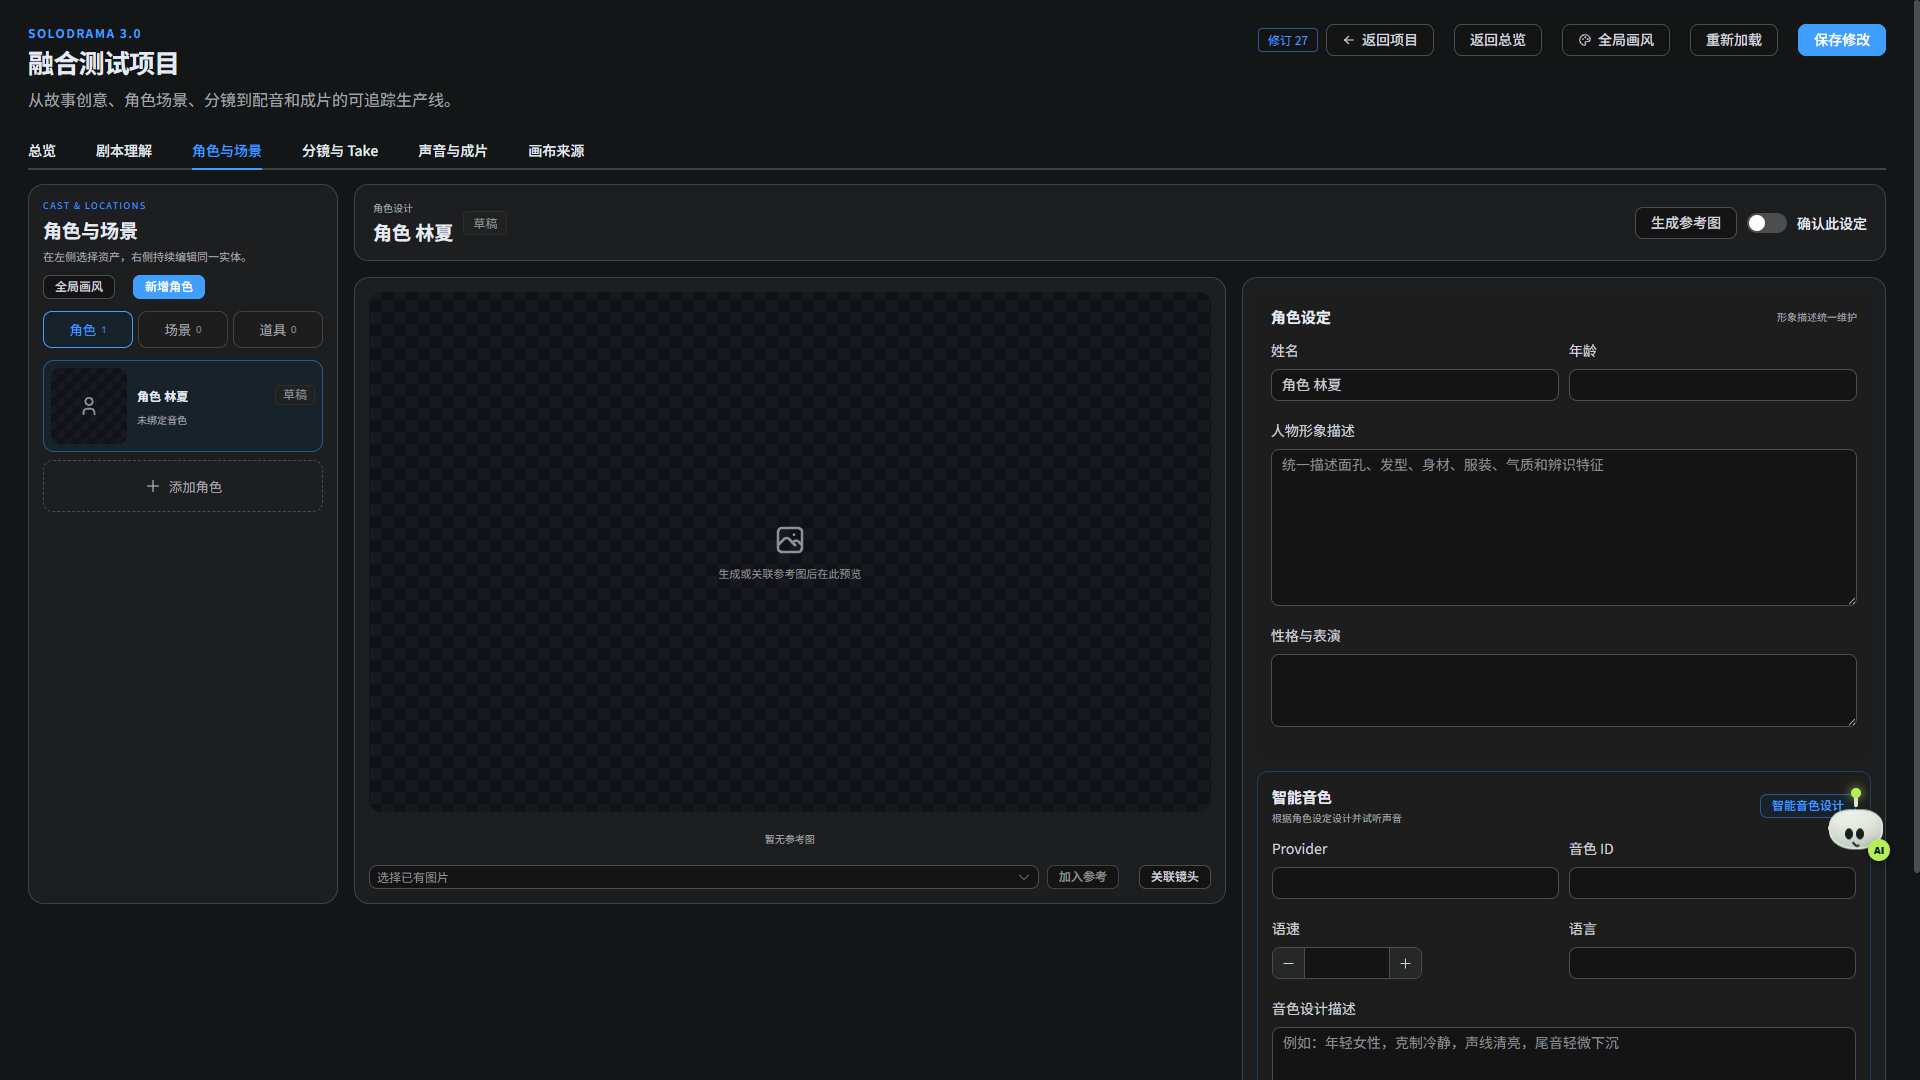 SOLODRAMA 3.0
融合测试项目
从故事创意、角色场景、分镜到配音和成片的可追踪生产线。
修订 27
返回项目
返回总览
全局画风
重新加载
保存修改
总览
剧本理解
角色与场景
分镜与 Take
声音与成片
画布来源
CAST & LOCATIONS
角色与场景
在左侧选择资产，右侧持续编辑同一实体。
全局画风
新增角色
角色 1
场景 0
道具 0
角色 林夏
草稿
未绑定音色
添加角色
角色设计
角色 林夏
草稿
生成参考图
确认此设定
生成或关联参考图后在此预览
暂无参考图
选择已有图片
加入参考
关联镜头
角色设定
形象描述统一维护
姓名
年龄
角色 林夏
人物形象描述
统一描述面孔、发型、身材、服装、气质和辨识特征
性格与表演
智能音色
根据角色设定设计并试听声音
智能音色设计
AI
Provider
音色 ID
语速
语言
音色设计描述
例如：年轻女性，克制冷静，声线清亮，尾音轻微下沉